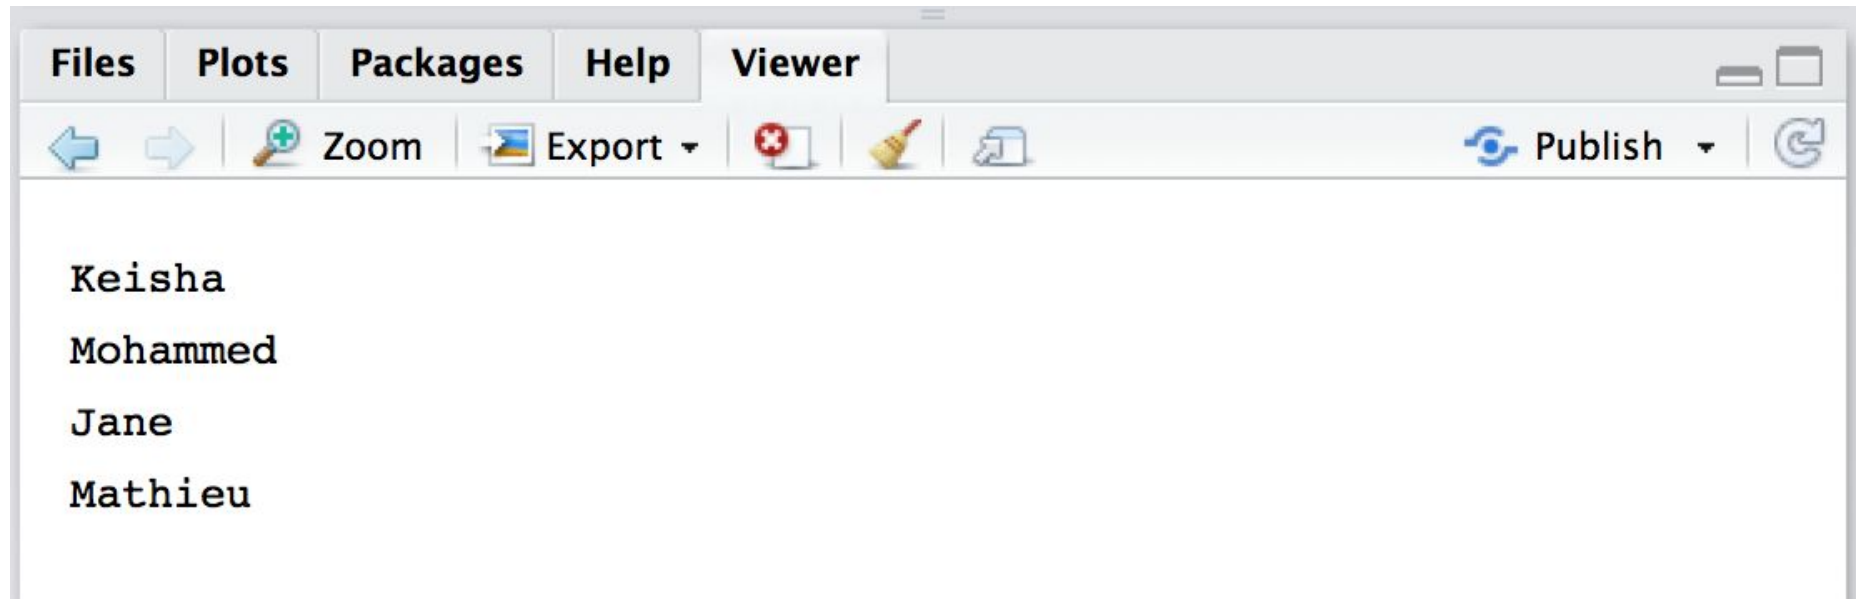 Files Plots Packages Help Viewer
Zoom Export Publish
Keisha
Mohammed
Jane
Mathieu